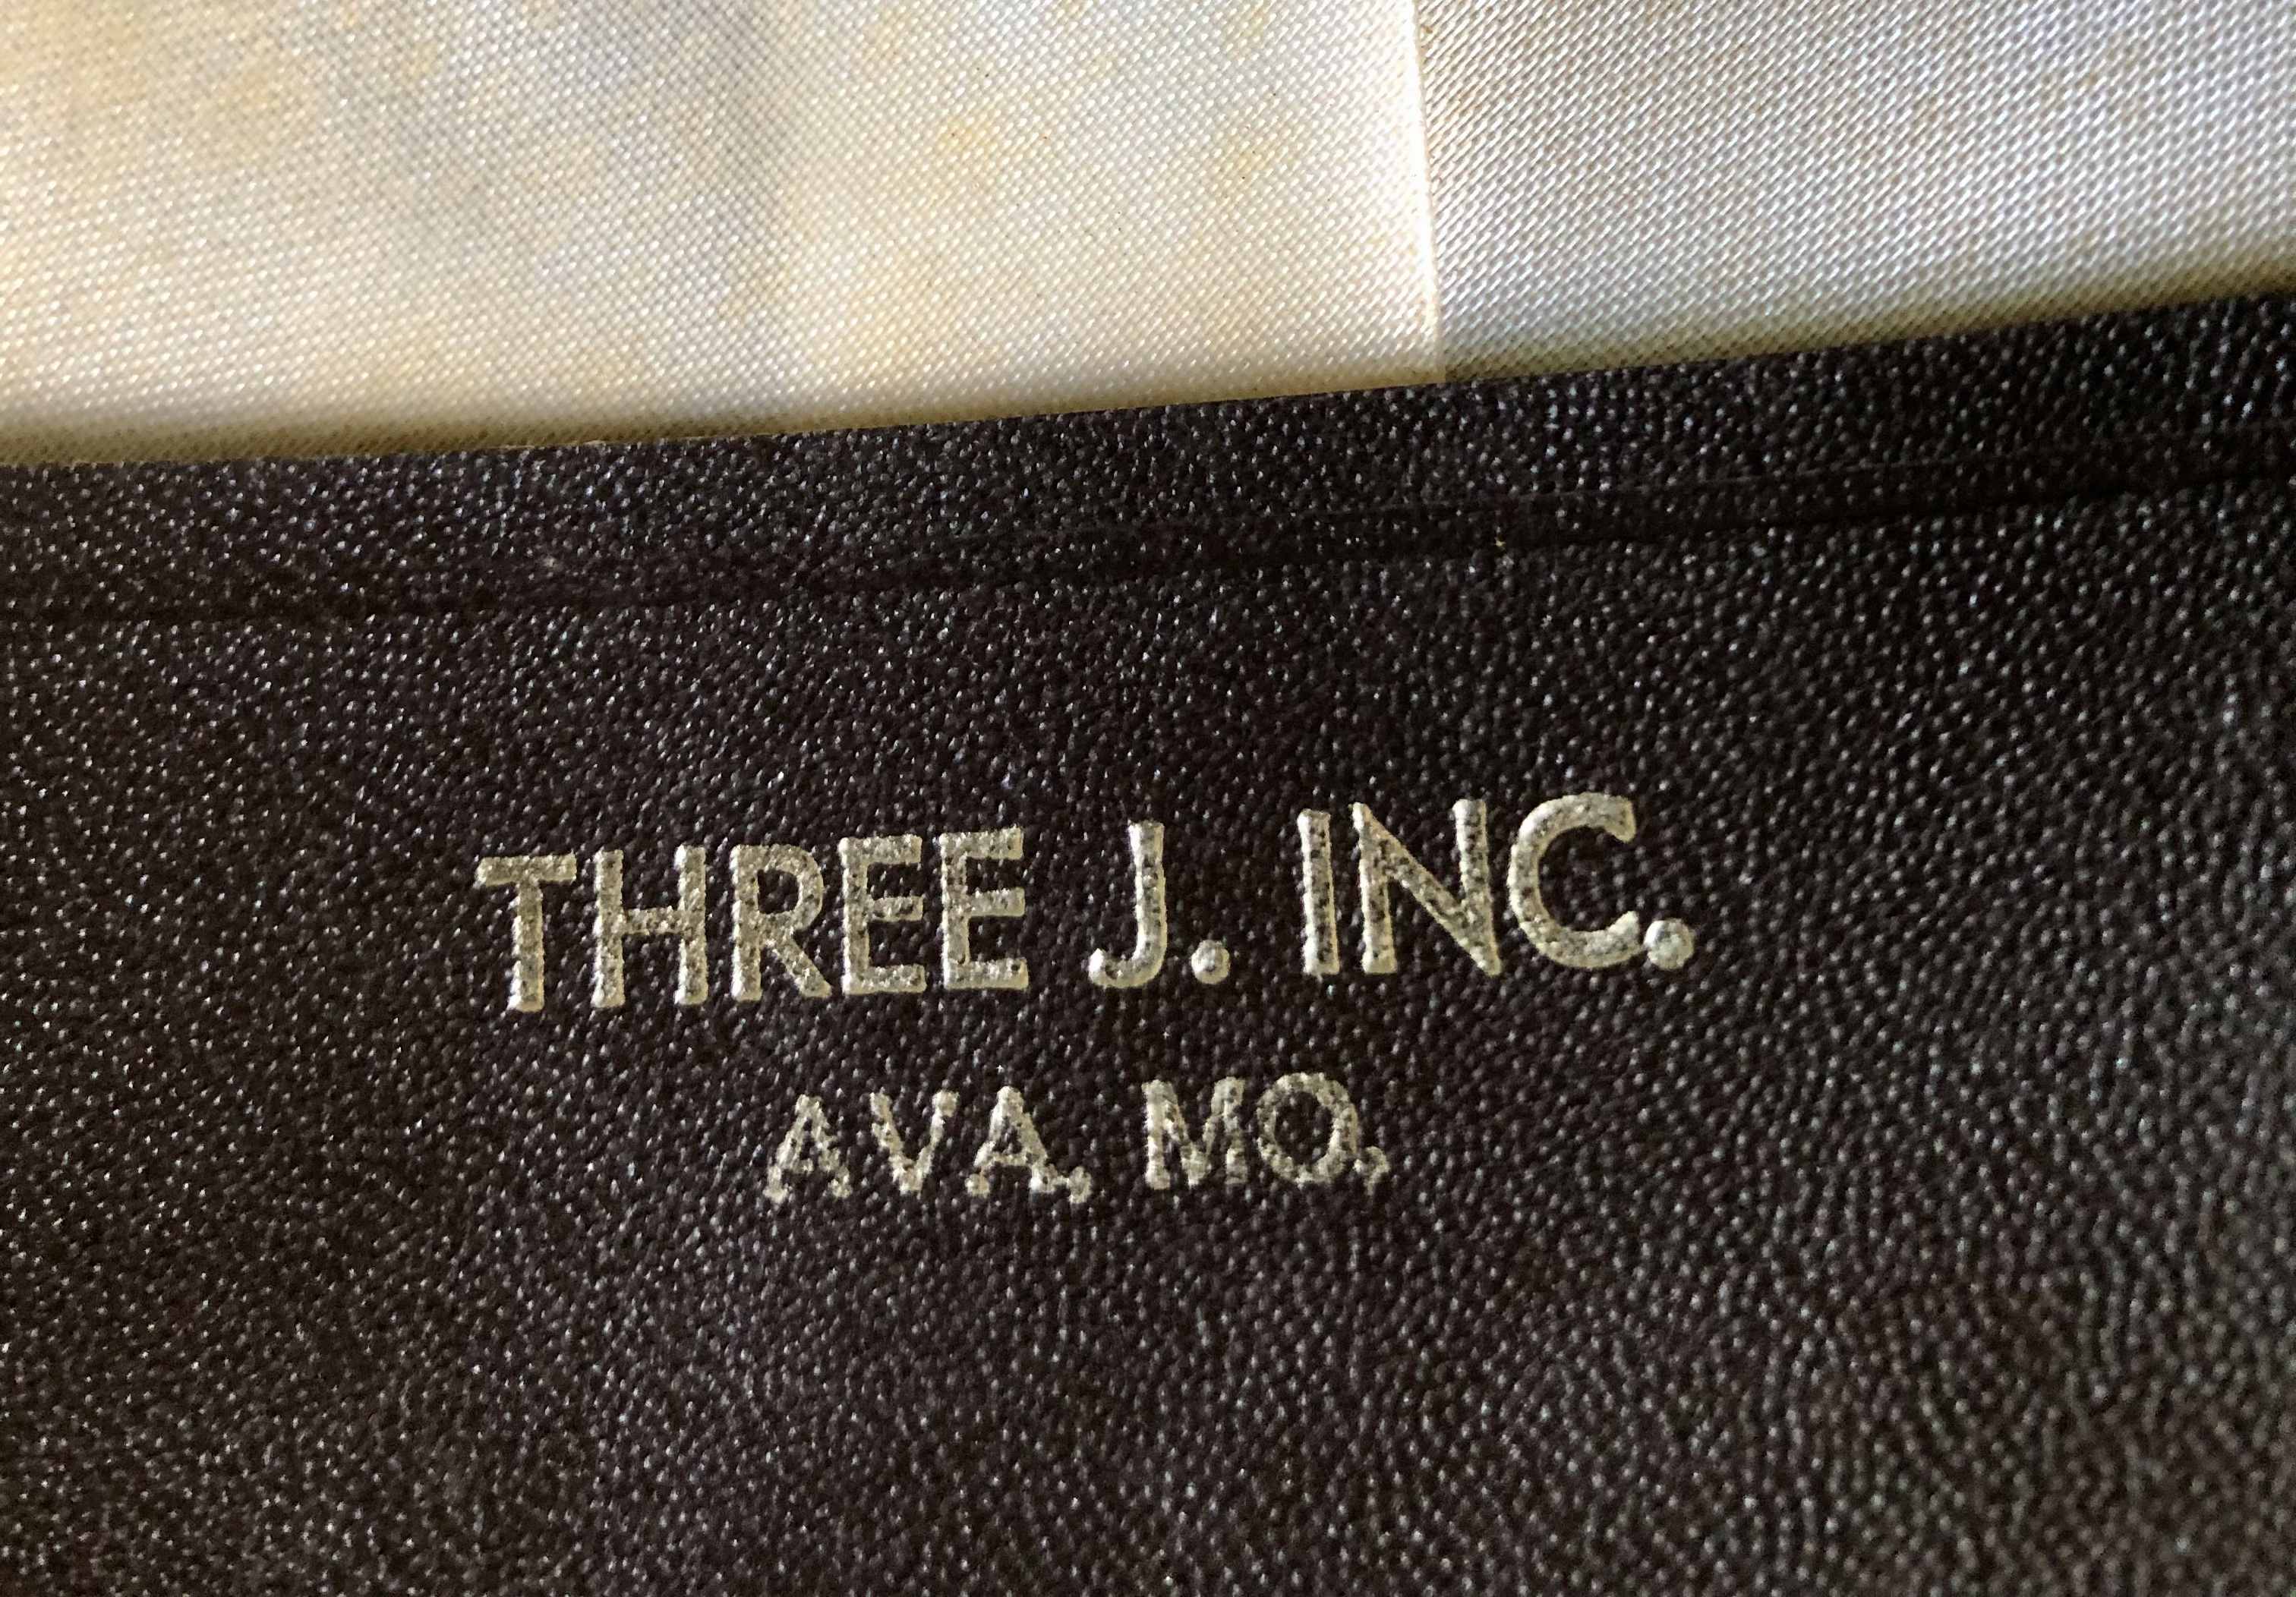 THREE J. INC.
AVA, MO,